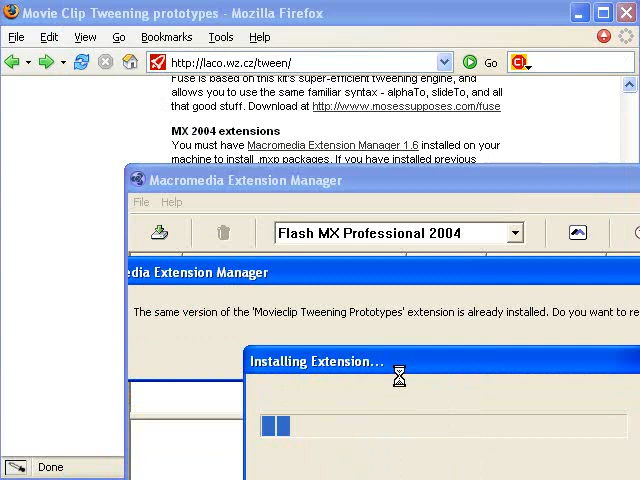 Movie Clip Tweening prototypes - Mozilla Firefox
File Edit View Go Bookmarks Tools Help
http://laco.wz.cz/tween/ Go
Fuse is based on this kit's super-efficient tweening engine, and
allows you to use the same familiar syntax - alphaTo, slideTo, and all
that good stuff. Download at http://www.mosessupposes.com/fuse
MX 2004 extensions
You must have Macromedia Extension Manager 1.6 installed on your
machine to install .mxp packages. If you have installed previous
Macromedia Extension Manager
File Help
Flash MX Professional 2004
edia Extension Manager
The same version of the 'Movieclip Tweening Prototypes' extension is already installed. Do you want to re
Installing Extension...
Done